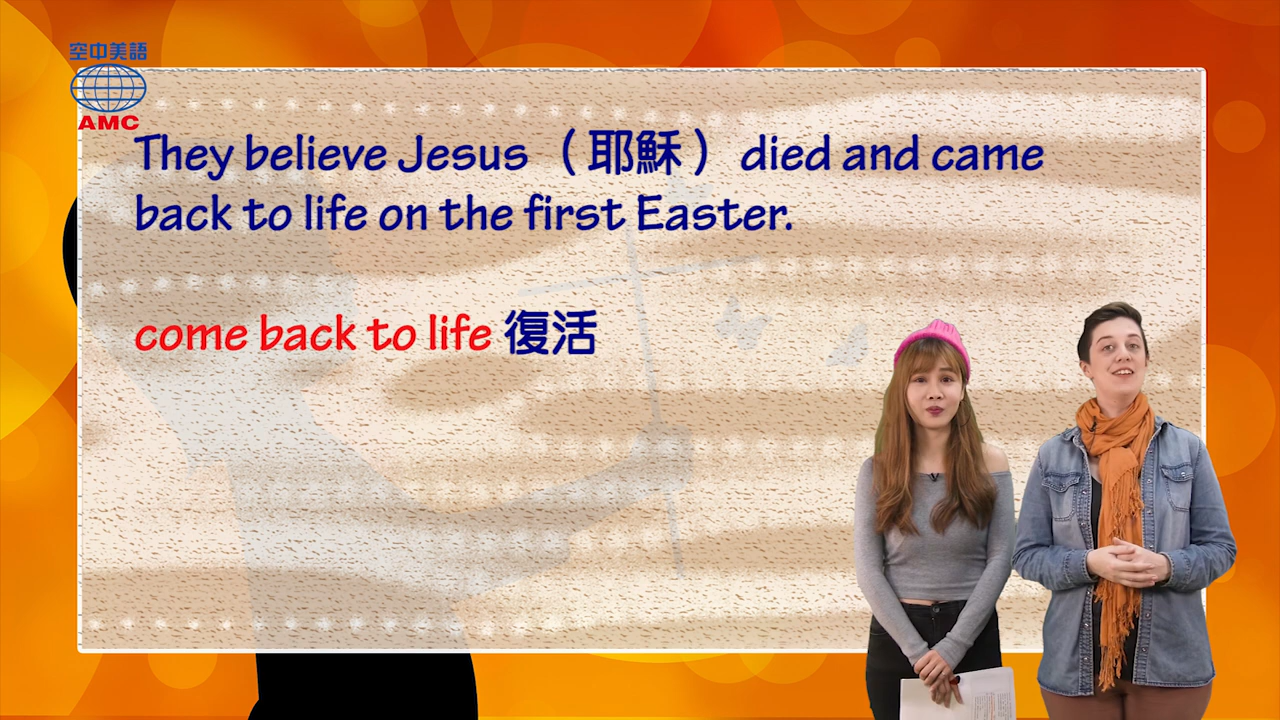 空中美語
AMC
They believe Jesus（耶穌）died and came
back to life on the first Easter.
come back to life 復活